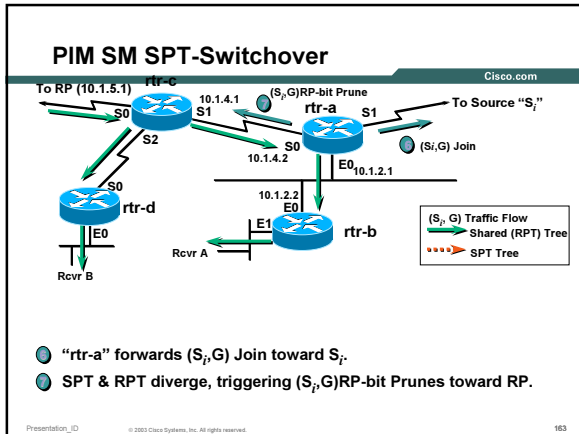 PIM SM SPT-Switchover
Cisco.com
To RP (10.1.5.1)
rtr-c
10.1.4.1
7 (Si,G)RP-bit Prune
rtr-a
S1
To Source “Si”
S0
S1
S2
10.1.4.2
S0
6 (Si,G) Join
E0
10.1.2.1
S0
rtr-d
10.1.2.2
E0
E1
rtr-b
E0
Rcvr A
Rcvr B
(Si, G) Traffic Flow
Shared (RPT) Tree
SPT Tree
6 “rtr-a” forwards (Si,G) Join toward Si.
7 SPT & RPT diverge, triggering (Si,G)RP-bit Prunes toward RP.
Presentation_ID
© 2003 Cisco Systems, Inc. All rights reserved.
163